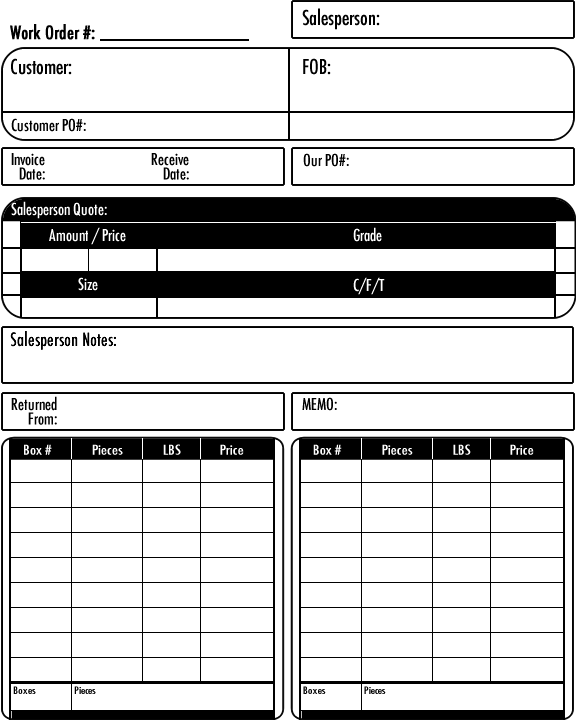 Work Order #:
Salesperson:
Customer:
FOB:
Customer PO#:
Invoice Date:
Receive Date:
Our PO#:
Salesperson Quote:
Amount / Price
Grade
Size
C/F/T
Salesperson Notes:
Returned From:
MEMO:
Box # Pieces LBS Price
Box # Pieces LBS Price
Boxes Pieces
Boxes Pieces